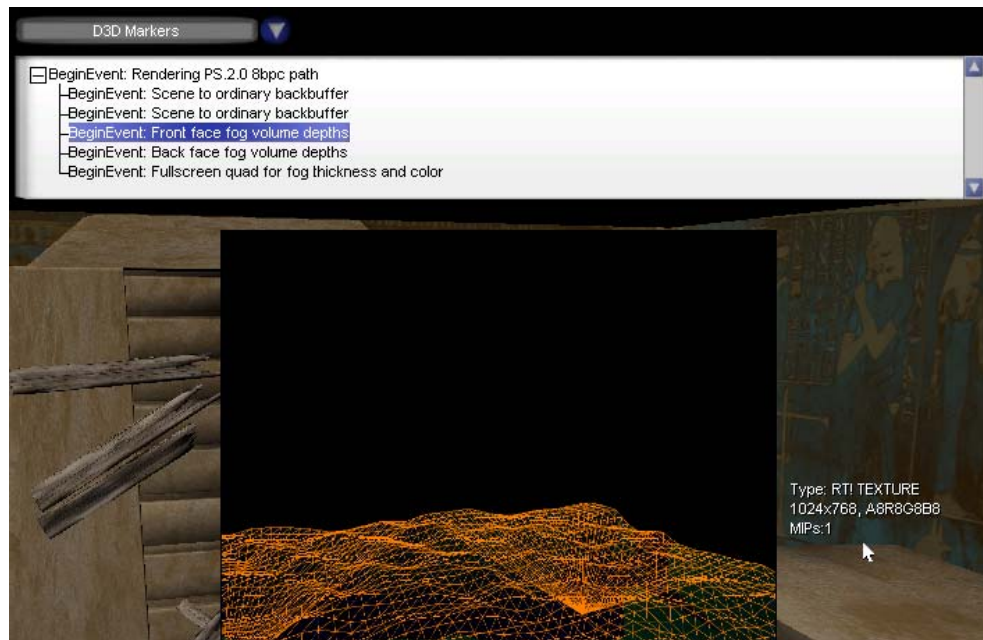 D3D Markers
BeginEvent: Rendering PS.2.0 8bpc path
BeginEvent: Scene to ordinary backbuffer
BeginEvent: Scene to ordinary backbuffer
BeginEvent: Front face fog volume depths
BeginEvent: Back face fog volume depths
BeginEvent: Fullscreen quad for fog thickness and color
Type: RT! TEXTURE
1024x768, A8R8G8B8
MIPs:1